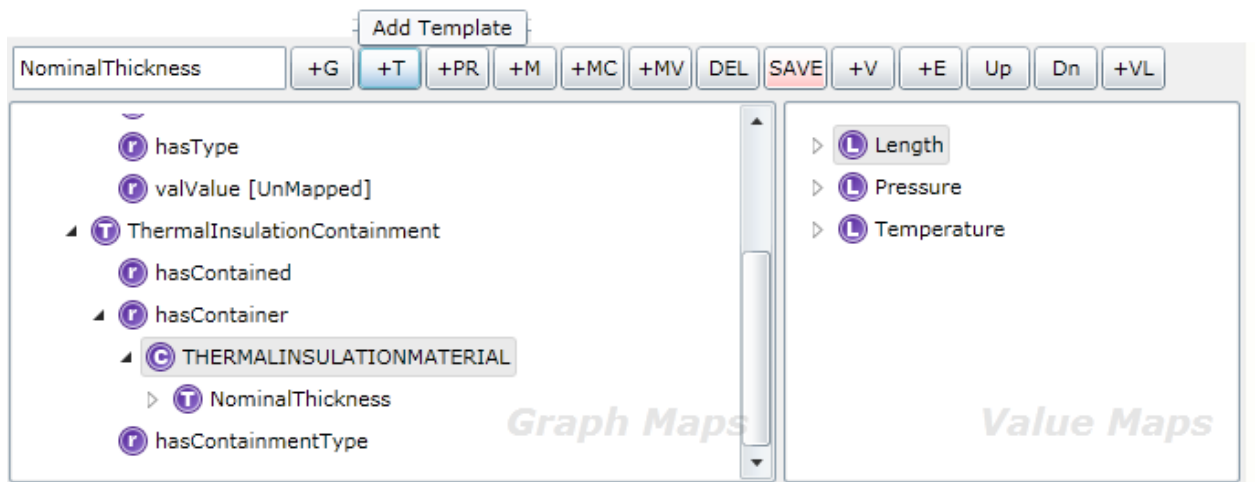 Add Template
NominalThickness +G +T +PR +M +MC +MV DEL SAVE +V +E Up Dn +VL
r hasType
r valValue [UnMapped]
T ThermalInsulationContainment
r hasContained
r hasContainer
C THERMALINSULATIONMATERIAL
T NominalThickness
r hasContainmentType
Graph Maps
L Length
L Pressure
L Temperature
Value Maps